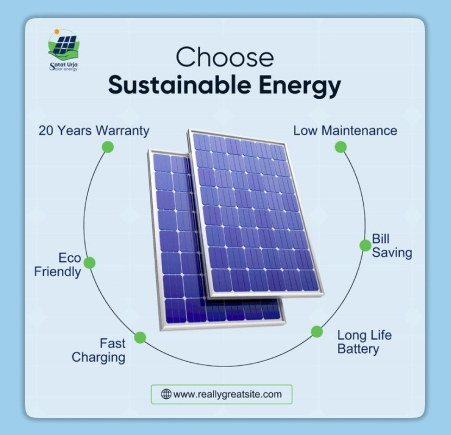 Satat Urja
Solar energy
Choose
Sustainable Energy
20 Years Warranty
Low Maintenance
Eco
Friendly
Bill
Saving
Fast
Charging
Long Life
Battery
www.reallygreatsite.com